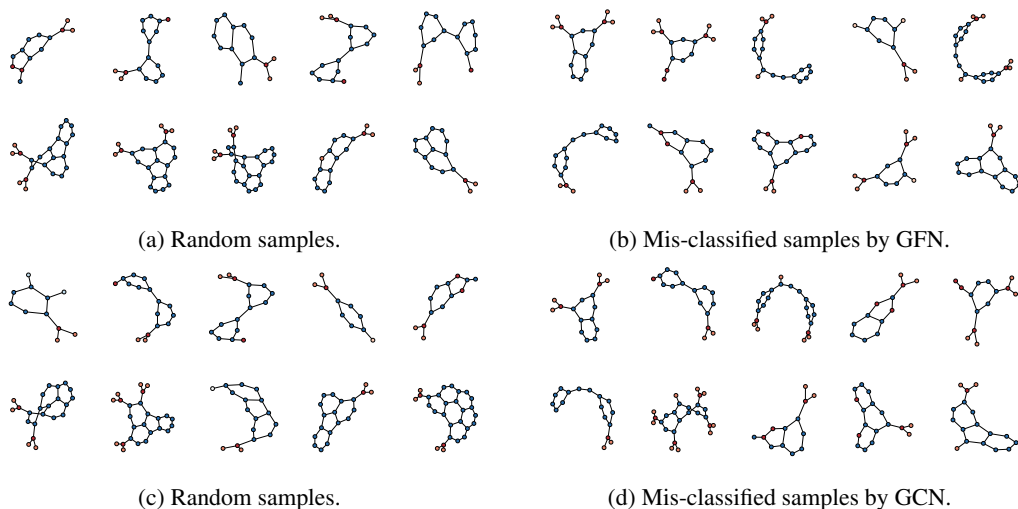 (a) Random samples.
(b) Mis-classified samples by GFN.
(c) Random samples.
(d) Mis-classified samples by GCN.